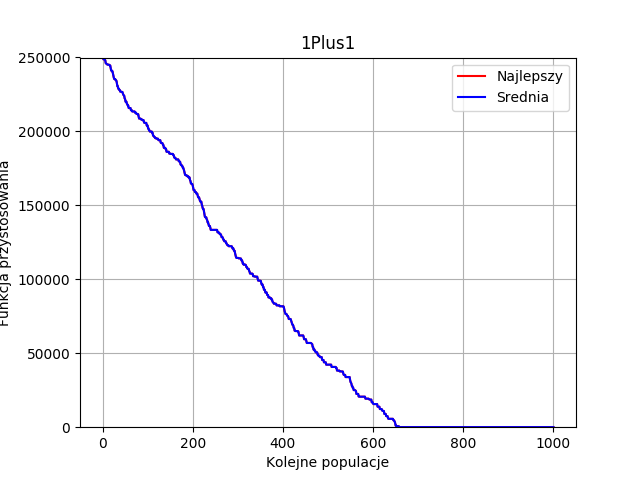 1Plus1
Najlepszy
Srednia
250000
200000
150000
100000
50000
0
Funkcja przystosowania
0 200 400 600 800 1000
Kolejne populacje